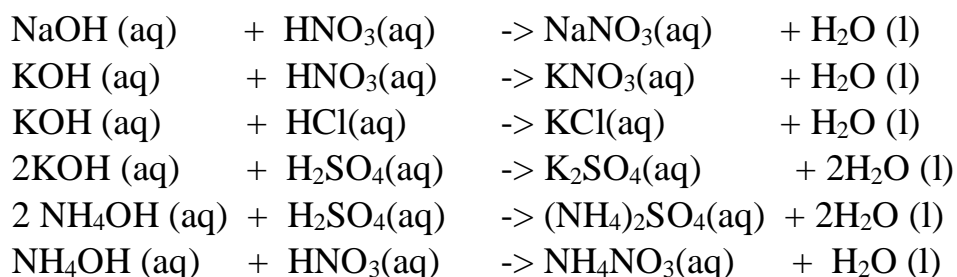 NaOH (aq) + HNO₃(aq) -> NaNO₃(aq) + H₂O (l)
KOH (aq) + HNO₃(aq) -> KNO₃(aq) + H₂O (l)
KOH (aq) + HCl(aq) -> KCl(aq) + H₂O (l)
2KOH (aq) + H₂SO₄(aq) -> K₂SO₄(aq) + 2H₂O (l)
2 NH₄OH (aq) + H₂SO₄(aq) -> (NH₄)₂SO₄(aq) + 2H₂O (l)
NH₄OH (aq) + HNO₃(aq) -> NH₄NO₃(aq) + H₂O (l)